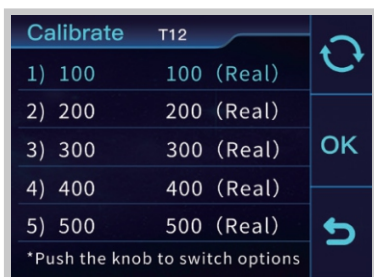 Calibrate T12
1) 100 100 (Real)
2) 200 200 (Real)
3) 300 300 (Real)
OK
4) 400 400 (Real)
5) 500 500 (Real)
*Push the knob to switch options